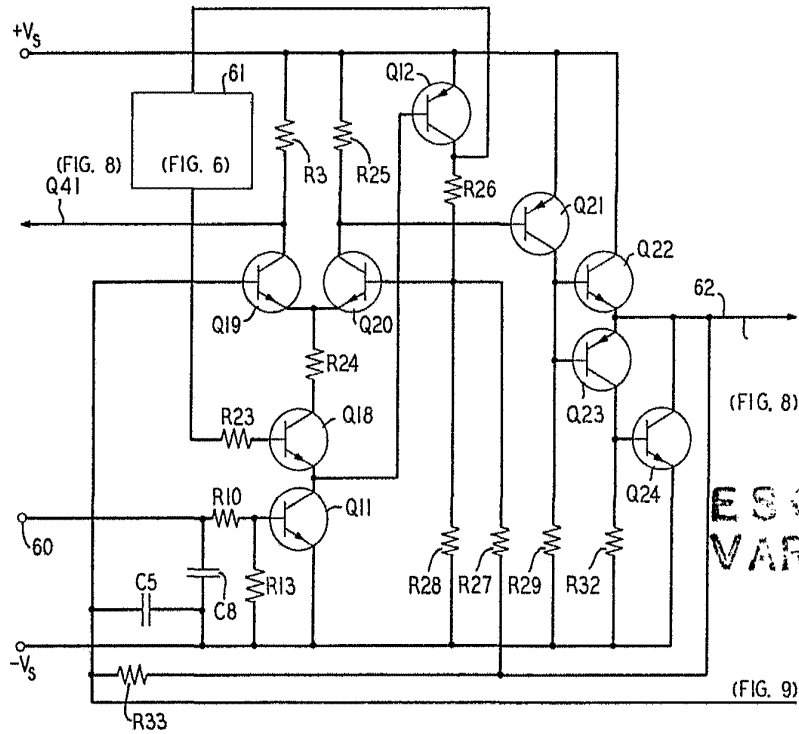 +Vs
61
Q12
(FIG. 8)
(FIG. 6)
R3
R25
R26
Q41
Q21
Q22
Q19
Q20
62
R24
Q23
(FIG. 8)
R23
Q18
Q24
R10
Q11
60
C5
C8
R13
R28
R27
R29
R32
-Vs
R33
(FIG. 9)